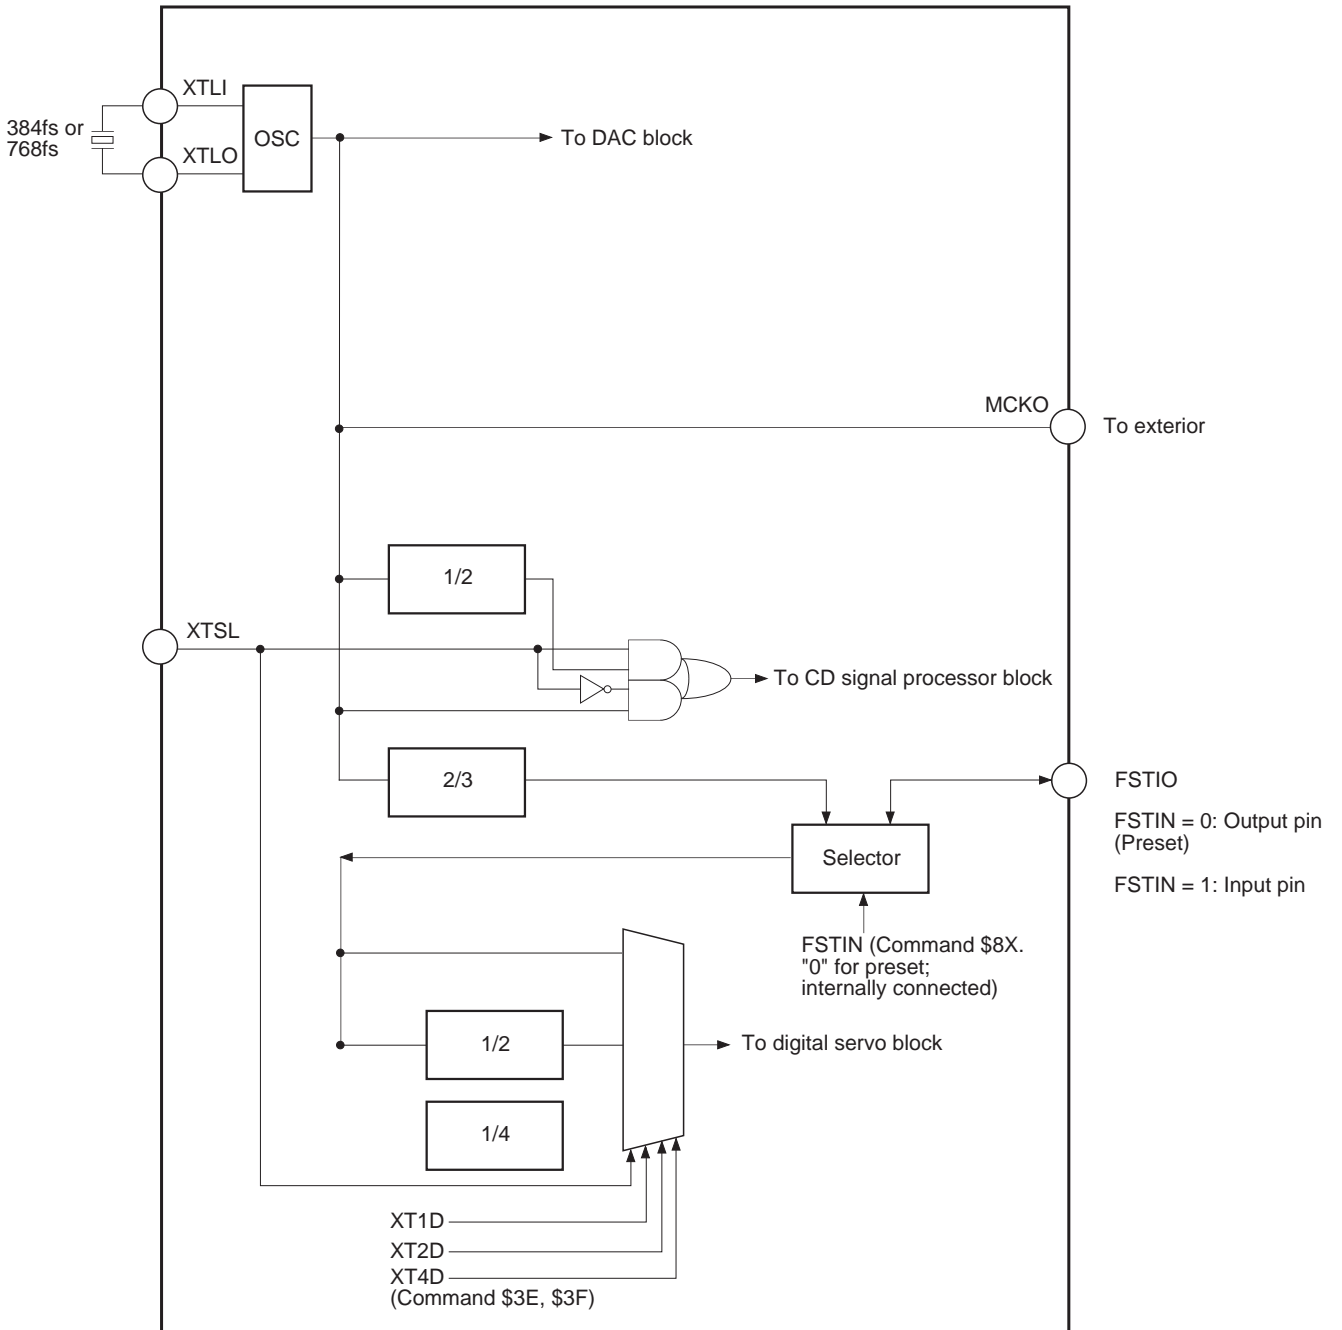 XTLI
384fs or
768fs
OSC
To DAC block
XTLO
MCKO
To exterior
1/2
XTSL
To CD signal processor block
2/3
FSTIO
FSTIN = 0: Output pin
(Preset)
FSTIN = 1: Input pin
Selector
FSTIN (Command $8X.
"0" for preset;
internally connected)
1/2
To digital servo block
1/4
XT1D
XT2D
XT4D
(Command $3E, $3F)